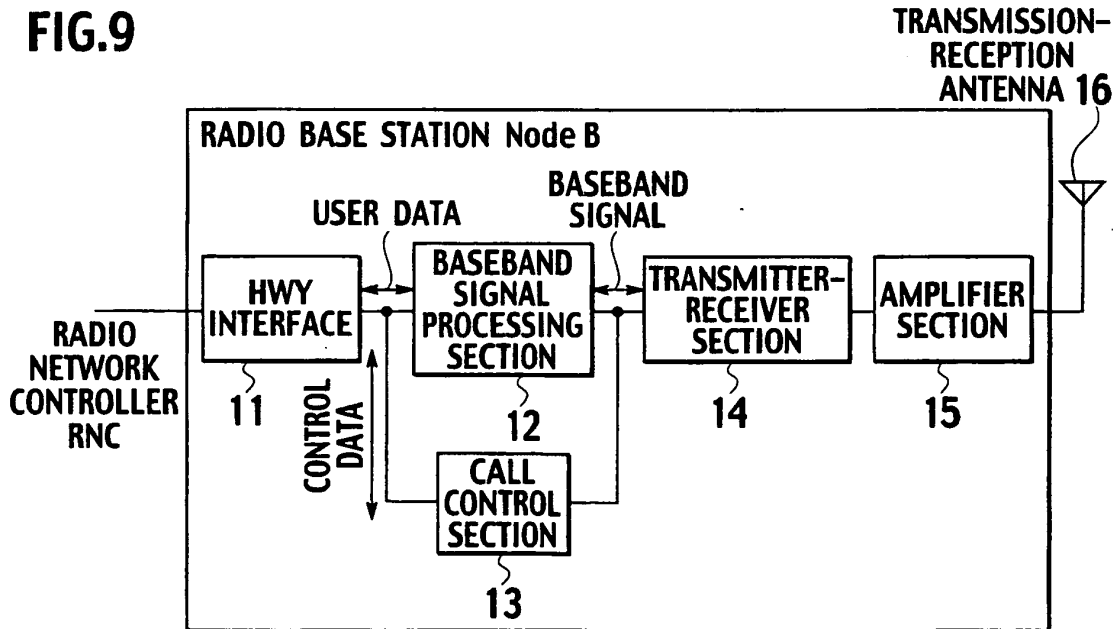 FIG.9
TRANSMISSION-
RECEPTION
ANTENNA 16
RADIO BASE STATION Node B
USER DATA
BASEBAND
SIGNAL
HWY
INTERFACE
BASEBAND
SIGNAL
PROCESSING
SECTION
TRANSMITTER-
RECEIVER
SECTION
AMPLIFIER
SECTION
RADIO
NETWORK
CONTROLLER
RNC
11
CONTROL
DATA
12
14
15
CALL
CONTROL
SECTION
13